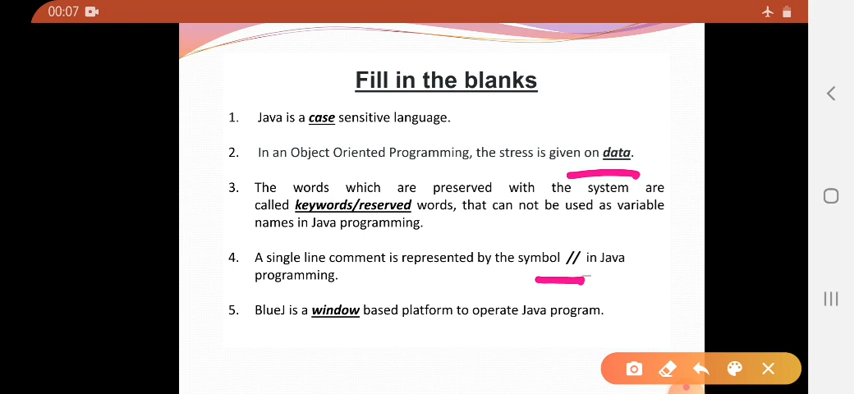 00:07
Fill in the blanks
1. Java is a case sensitive language.
2. In an Object Oriented Programming, the stress is given on data.
3. The words which are preserved with the system are
called keywords/reserved words, that can not be used as variable
names in Java programming.
4. A single line comment is represented by the symbol // in Java
programming.
5. BlueJ is a window based platform to operate Java program.